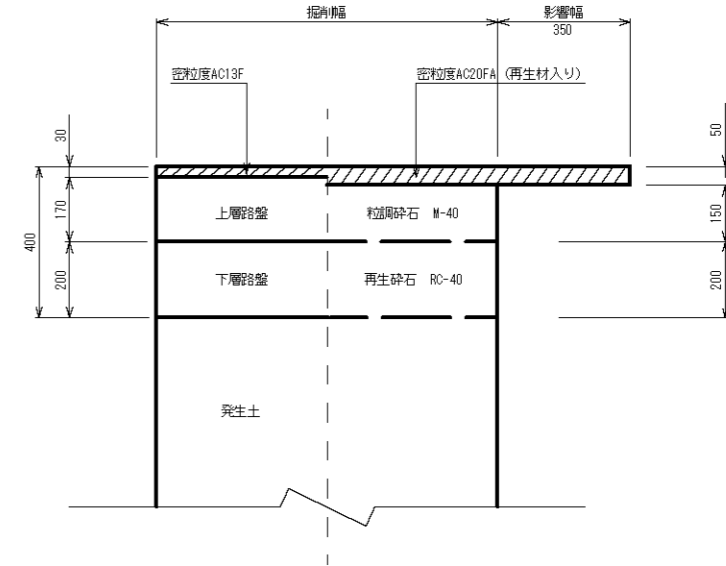 掘削幅
影響幅
350
密粒度AC13F
密粒度AC20FA (再生材入り)
30
50
400
170
上層路盤
粒調砕石 M-40
150
200
下層路盤
再生砕石 RC-40
200
発生土